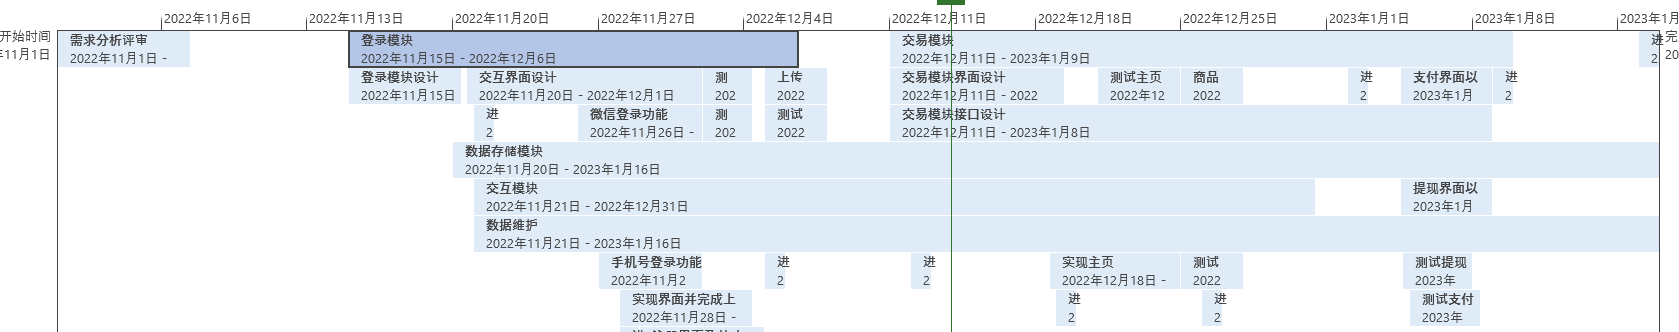 2022年11月6日 2022年11月13日 2022年11月20日 2022年11月27日 2022年12月4日 2022年12月11日 2022年12月18日 2022年12月25日 2023年1月1日 2023年1月8日 2023年1月
开始时间 需求分析评审 登录模块 交易模块 进 完
年11月1日 2022年11月1日 - 2022年11月15日 - 2022年12月6日 2022年12月11日 - 2023年1月9日 2 20
登录模块设计 交互界面设计 测 上传 交易模块界面设计 测试主页 商品 进 支付界面以 进
2022年11月15日 2022年11月20日 - 2022年12月1日 202 2022 2022年12月11日 - 2022 2022年12 2022 2 2023年1月 2
进 微信登录功能 测 测试 交易模块接口设计
2 2022年11月26日 - 202 2022 2022年12月11日 - 2023年1月8日
数据存储模块
2022年11月20日 - 2023年1月16日
交互模块 提现界面以
2022年11月21日 - 2022年12月31日 2023年1月
数据维护
2022年11月21日 - 2023年1月16日
手机号登录功能 进 进 实现主页 测试 测试提现
2022年11月2 2 2 2022年12月18日 - 2022 2023年
实现界面并完成上 进 进 测试支付
2022年11月28日 - 2 2 2023年